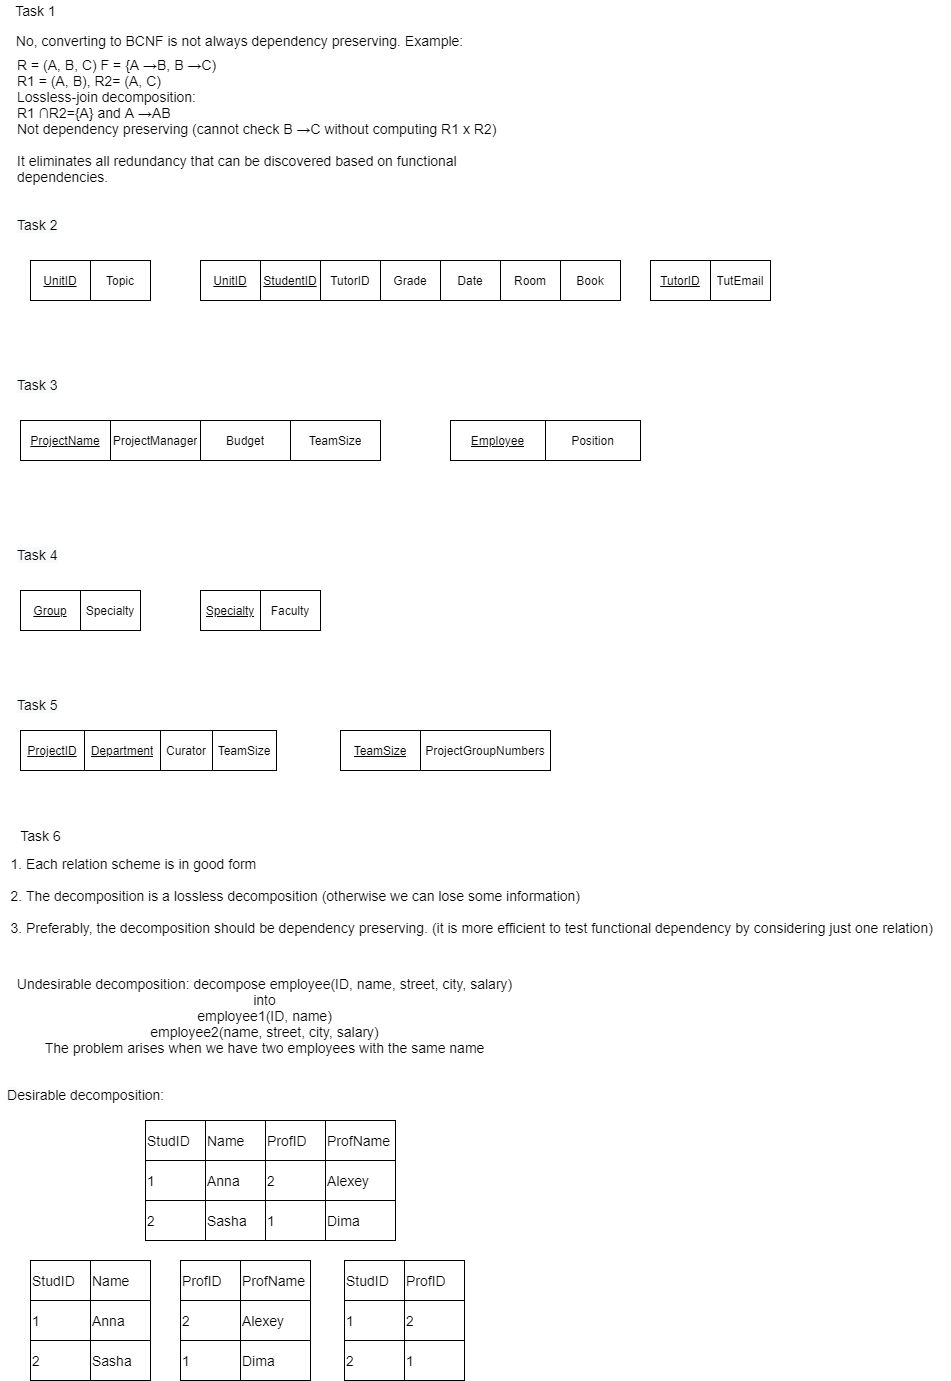 Task 1
No, converting to BCNF is not always dependency preserving. Example:
R = (A, B, C) F = {A →B, B →C)
R1 = (A, B), R2= (A, C)
Lossless-join decomposition:
R1 ∩R2={A} and A →AB
Not dependency preserving (cannot check B →C without computing R1 x R2)
It eliminates all redundancy that can be discovered based on functional
dependencies.
Task 2
UnitID Topic UnitID StudentID TutorID Grade Date Room Book TutorID TutEmail
Task 3
ProjectName ProjectManager Budget TeamSize Employee Position
Task 4
Group Specialty Specialty Faculty
Task 5
ProjectID Department Curator TeamSize TeamSize ProjectGroupNumbers
Task 6
1. Each relation scheme is in good form
2. The decomposition is a lossless decomposition (otherwise we can lose some information)
3. Preferably, the decomposition should be dependency preserving. (it is more efficient to test functional dependency by considering just one relation)
Undesirable decomposition: decompose employee(ID, name, street, city, salary)
into
employee1(ID, name)
employee2(name, street, city, salary)
The problem arises when we have two employees with the same name
Desirable decomposition:
StudID Name ProfID ProfName
1 Anna 2 Alexey
2 Sasha 1 Dima
StudID Name ProfID ProfName StudID ProfID
1 Anna 2 Alexey 1 2
2 Sasha 1 Dima 2 1